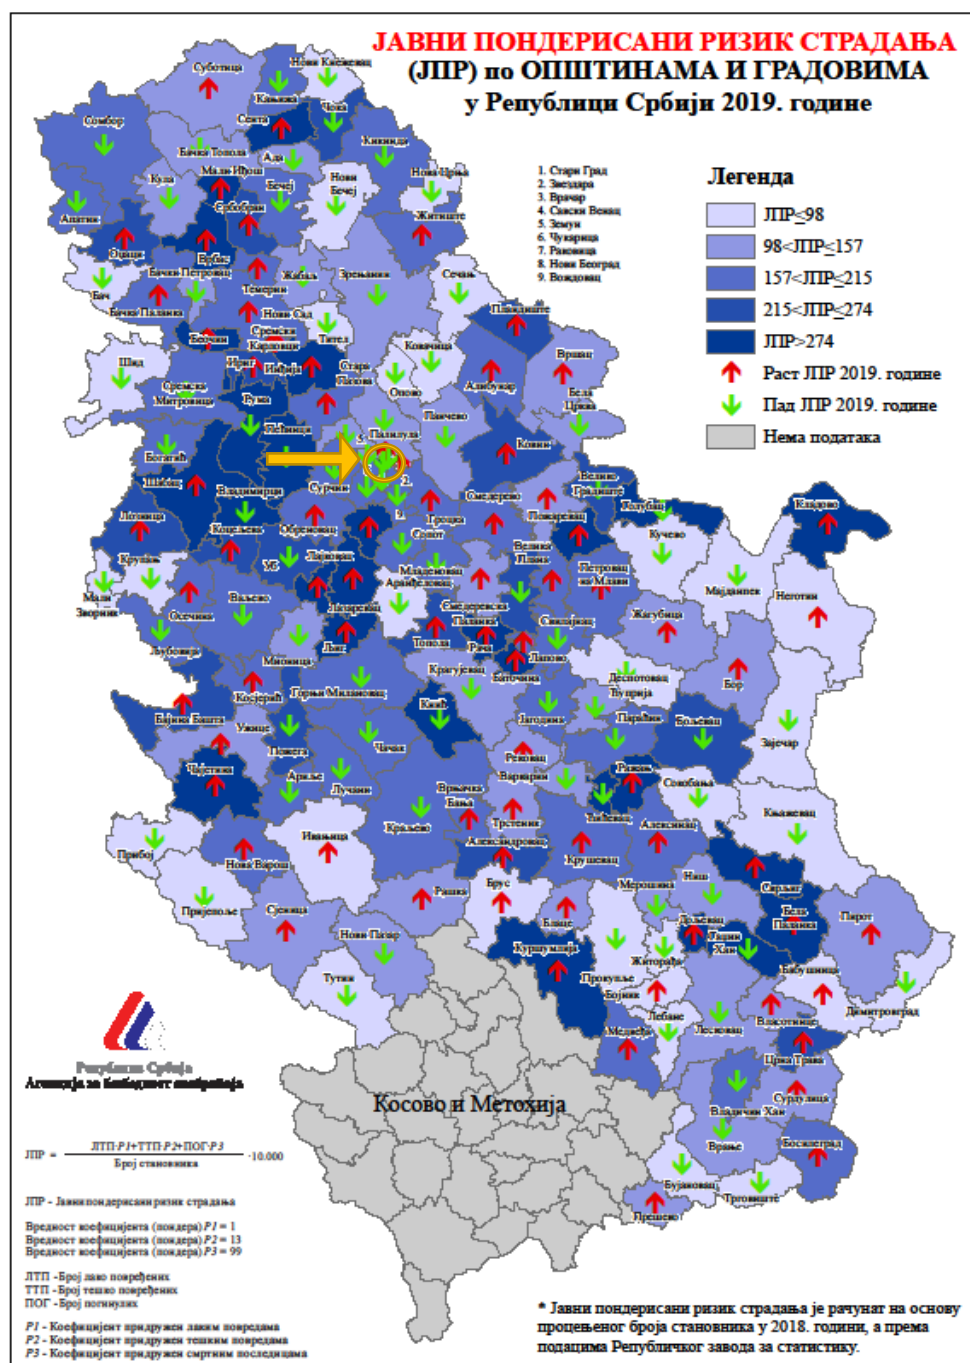 ЈАВНИ ПОНДЕРИСАНИ РИЗИК СТРАДАЊА
(ЈПР) по ОПШТИНАМА И ГРАДОВИМА
у Републици Србији 2019. године
1. Стари Град
2. Звездара
3. Врачар
4. Савски Венац
5. Земун
6. Чукарица
7. Раковица
8. Нови Београд
9. Вождовац
Легенда
ЈПР≤98
98<ЈПР≤157
157<ЈПР≤215
215<ЈПР≤274
ЈПР>274
Раст ЈПР 2019. године
Пад ЈПР 2019. године
Нема података
Суботица
Нови Кнежевац
Кањижа
Чока
Сента
Сомбор
Кикинда
Бачка Топола
Ада
Мали Иђош
Кула
Бечеј
Нови
Бечеј
Нова Црња
Србобран
Житиште
Апатин
Оџаци
Врбас
Бачки Петровац
Темерин
Жабаљ
Зрењанин
Сечањ
Бач
Бачка Паланка
Нови Сад
Пландиште
Беочин
Сремски
Карловци
Тител
Ковачица
Вршац
Шид
Ириг
Инђија
Стара
Пазова
Опово
Алибунар
Сремска
Митровица
Рума
Панчево
Бела
Црква
Пећинци
Палилула
5.
Ковин
Богатић
2.
Шабац
Сурчин
Велико
Градиште
Голубац
Кладово
Владимирци
Смедерево
Пожаревац
Лозница
Коцељева
Обреновац
9.
Гроцка
Кучево
Сопот
Крупањ
Уб
Лајковац
Велика
Плана
Младеновац
Петровац
на Млави
Мајданпек
Неготин
Мали
Зворник
Аранђеловац
Осечина
Ваљево
Лазаревац
Смедеревска
Паланка
Жагубица
Свилајнац
Љубовија
Мионица
Љиг
Топола
Рача
Лапово
Крагујевац
Баточина
Деспотовац
Бор
Косјерић
Горњи Милановац
Ћуприја
Бајина Башта
Кнић
Јагодина
Параћин
Бољевац
Ужице
Пожега
Чачак
Зајечар
Рековац
Чајетина
Ариље
Лучани
Варварин
Ражањ
Сокобања
Врњачка
Бања
Књажевац
Трстеник
Ћићевац
Краљево
Прибој
Ивањица
Александровац
Алексинац
Нова Варош
Крушевац
Рашка
Брус
Мерошина
Ниш
Сврљиг
Пријепоље
Сјеница
Блаце
Дољевац
Бела
Паланка
Пирот
Нови Пазар
Куршумлија
Гаџин
Хан
Житорађа
Тутин
Прокупље
Бабушница
Бојник
Димитровград
Лебане
Медвеђа
Лесковац
Власотинце
Црна Трава
Сурдулица
Владичин Хан
Косово и Метохија
Врање
Босилеград
Бујановац
Трговиште
Прешево
Република Србија
Агенција за безбедност саобраћаја
ЈПР = ЛТП·P1+ТТП·P2+ПОГ·P3 ·10.000
Број становника
ЈПР – Јавни пондерисани ризик страдања
Вредност коефицијента (пондера) P1 = 1
Вредност коефицијента (пондера) P2 = 13
Вредност коефицијента (пондера) P3 = 99
ЛТП - Број лако повређених
ТТП - Број тешко повређених
ПОГ - Број погинулих
P1 - Коефицијент придружен лаким повредама
P2 - Коефицијент придружен тешким повредама
P3 - Коефицијент придружен смртним последицама
* Јавни пондерисани ризик страдања је рачунат на основу
процењеног броја становника у 2018. години, а према
подацима Републичког завода за статистику.